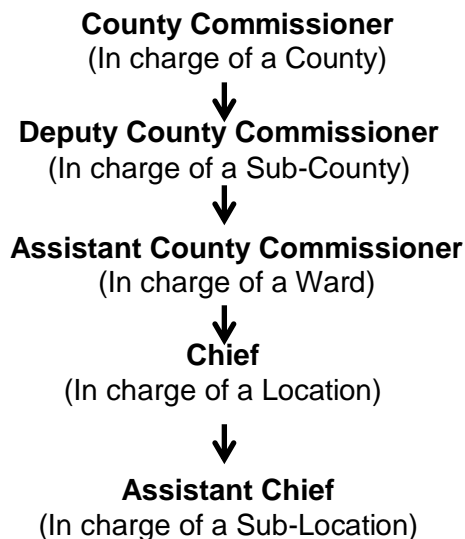 County Commissioner
(In charge of a County)
Deputy County Commissioner
(In charge of a Sub-County)
Assistant County Commissioner
(In charge of a Ward)
Chief
(In charge of a Location)
Assistant Chief
(In charge of a Sub-Location)